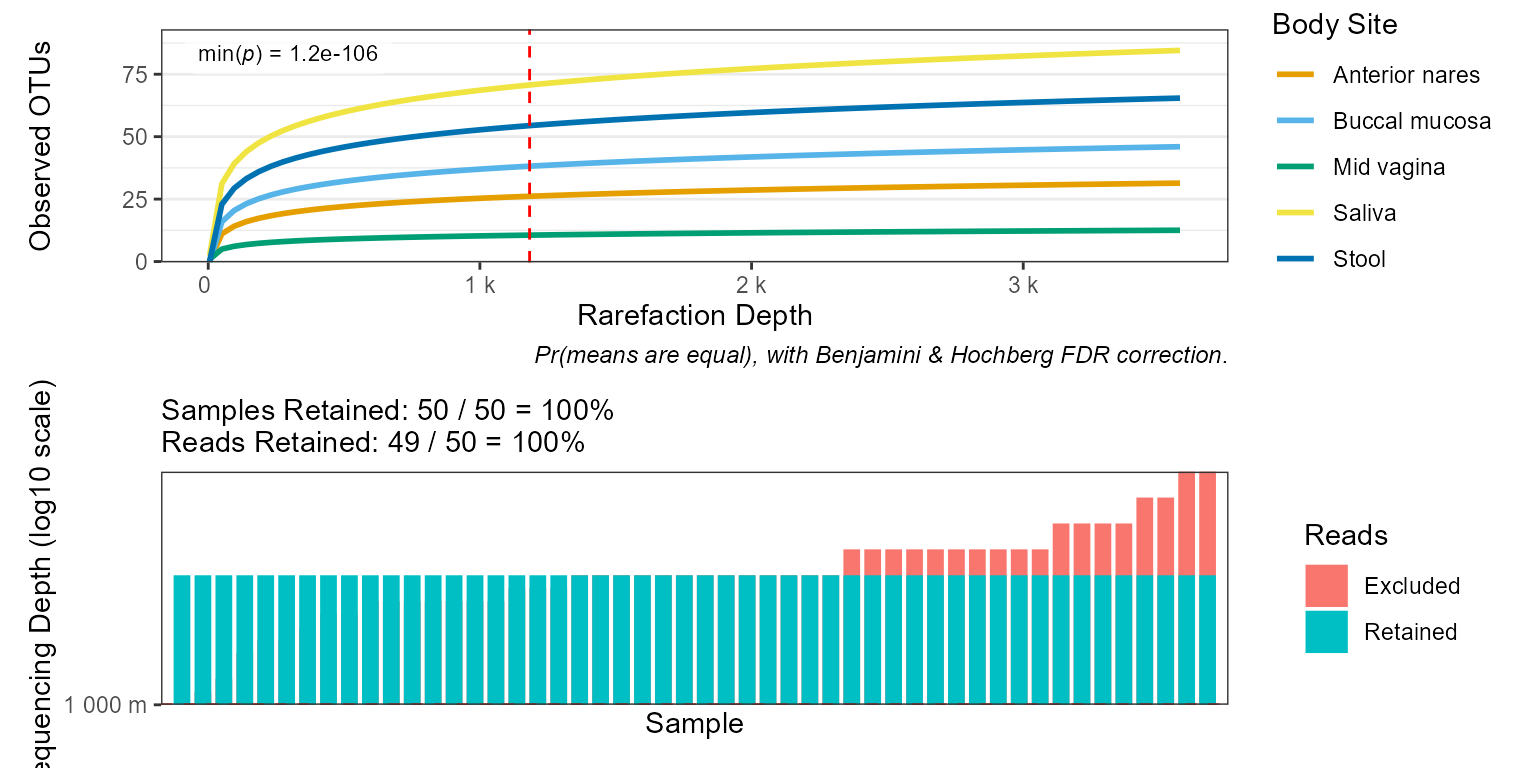 Observed OTUs
min(p) = 1.2e-106
75
50
25
0
0
1 k
2 k
3 k
Rarefaction Depth
Pr(means are equal), with Benjamini & Hochberg FDR correction.
Body Site
Anterior nares
Buccal mucosa
Mid vagina
Saliva
Stool
Samples Retained: 50 / 50 = 100%
Reads Retained: 49 / 50 = 100%
equencing Depth (log10 scale)
1 000 m
Sample
Reads
Excluded
Retained